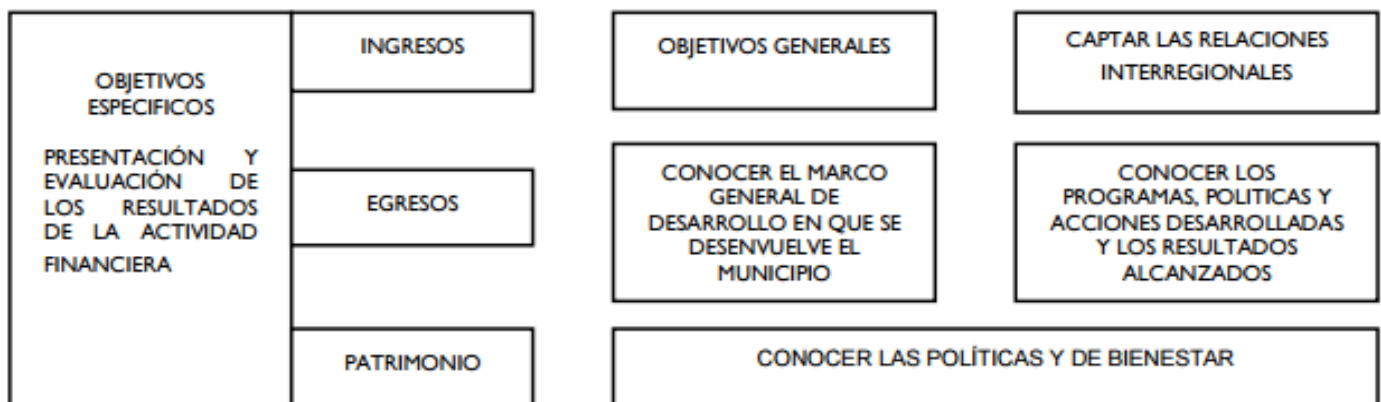 OBJETIVOS
ESPECIFICOS
PRESENTACIÓN Y
EVALUACIÓN DE
LOS RESULTADOS
DE LA ACTIVIDAD
FINANCIERA
INGRESOS
EGRESOS
PATRIMONIO
OBJETIVOS GENERALES
CAPTAR LAS RELACIONES
INTERREGIONALES
CONOCER EL MARCO
GENERAL DE
DESARROLLO EN QUE SE
DESENVUELVE EL
MUNICIPIO
CONOCER LOS
PROGRAMAS, POLITICAS Y
ACCIONES DESARROLLADAS
Y LOS RESULTADOS
ALCANZADOS
CONOCER LAS POLÍTICAS Y DE BIENESTAR